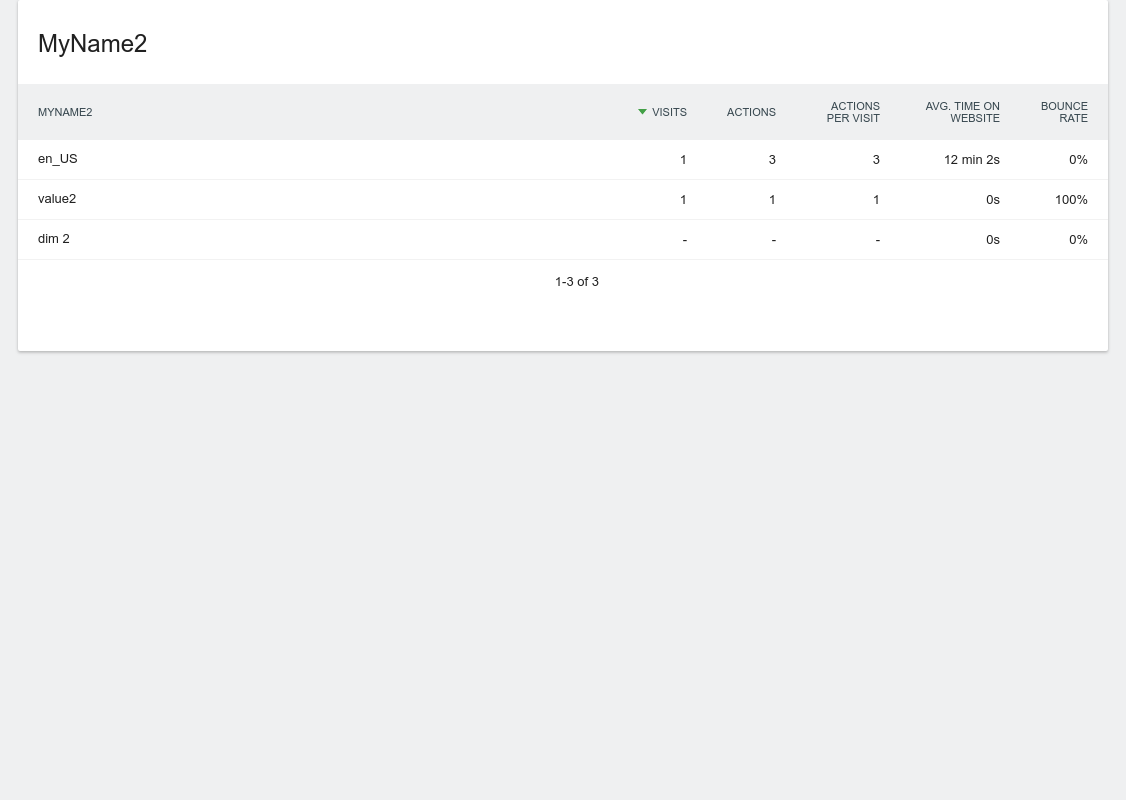 MyName2
MYNAME2 VISITS ACTIONS ACTIONS PER VISIT AVG. TIME ON WEBSITE BOUNCE RATE
en_US 1 3 3 12 min 2s 0%
value2 1 1 1 0s 100%
dim 2 - - - 0s 0%
1-3 of 3